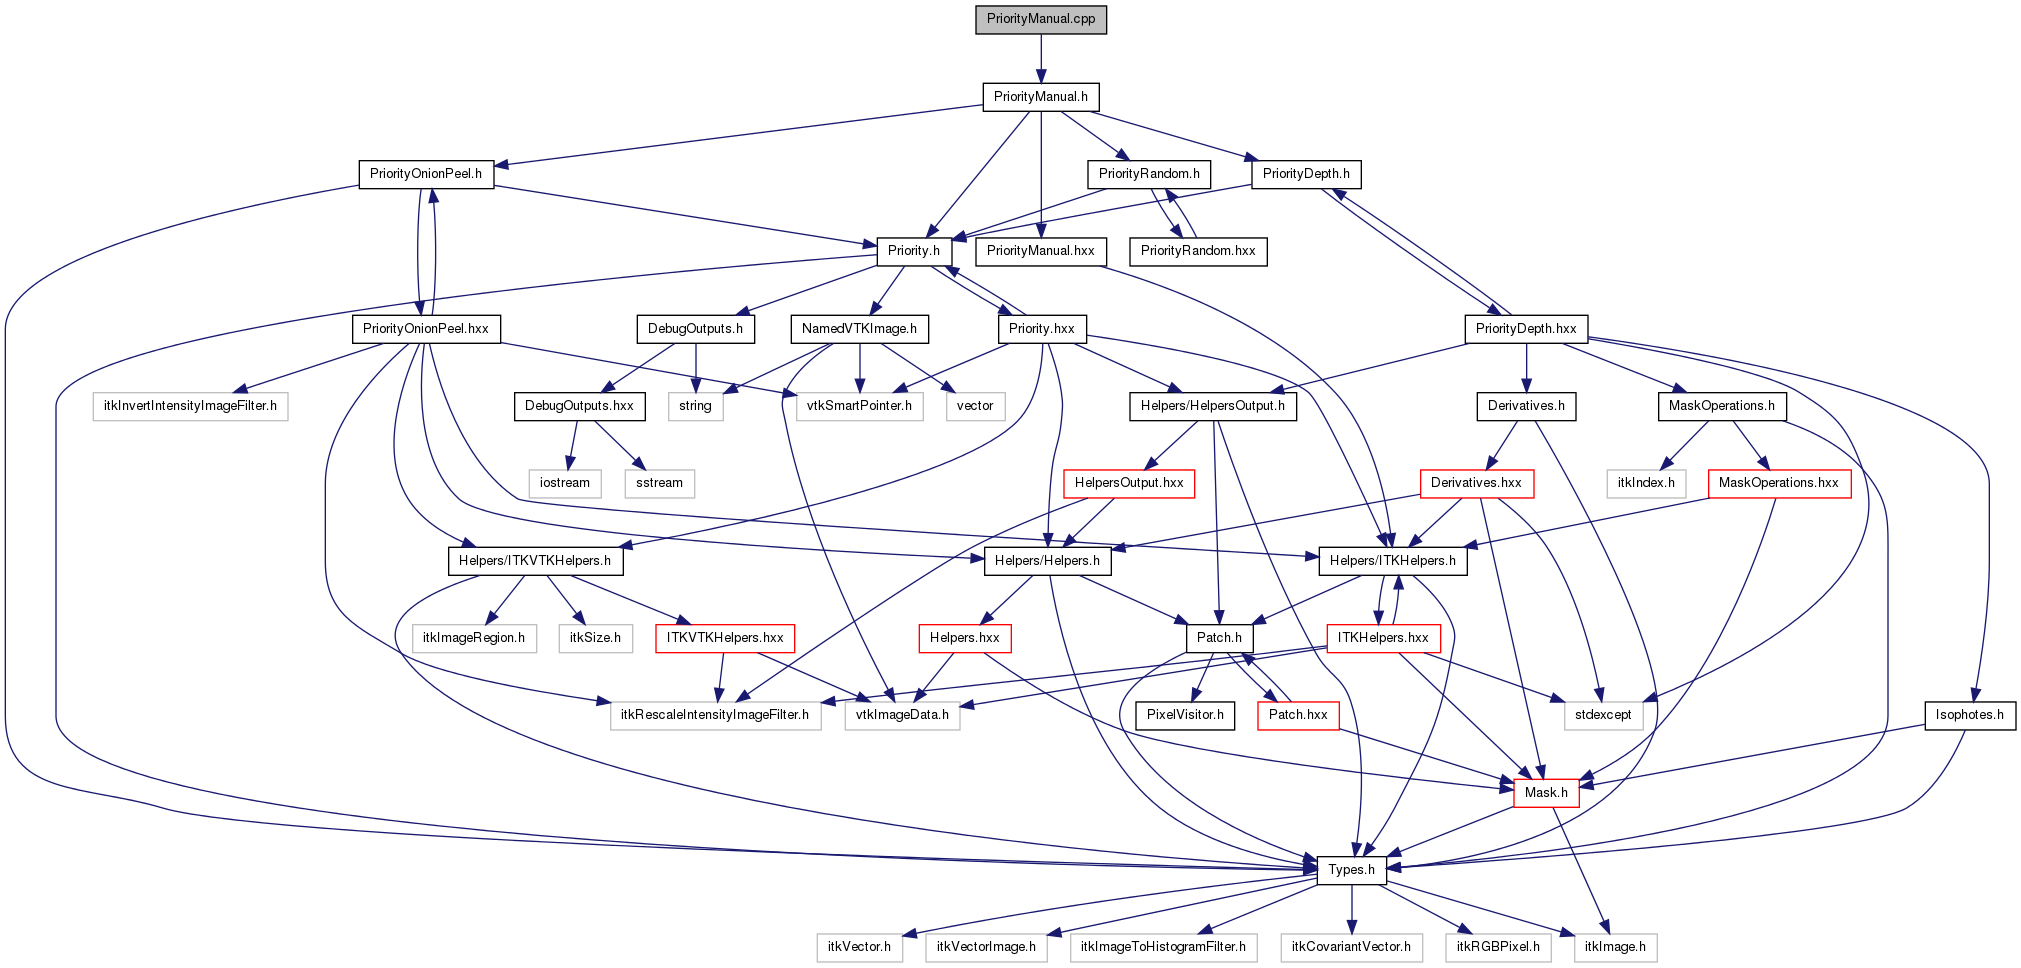 PriorityManual.cpp
PriorityManual.h
PriorityOnionPeel.h
PriorityRandom.h
PriorityDepth.h
Priority.h
PriorityManual.hxx
PriorityRandom.hxx
PriorityOnionPeel.hxx
DebugOutputs.h
NamedVTKImage.h
Priority.hxx
PriorityDepth.hxx
itkInvertIntensityImageFilter.h
DebugOutputs.hxx
string
vtkSmartPointer.h
vector
Helpers/HelpersOutput.h
Derivatives.h
MaskOperations.h
iostream
sstream
HelpersOutput.hxx
Derivatives.hxx
itkIndex.h
MaskOperations.hxx
Helpers/ITKVTKHelpers.h
Helpers/Helpers.h
Helpers/ITKHelpers.h
itkImageRegion.h
itkSize.h
ITKVTKHelpers.hxx
Helpers.hxx
Patch.h
ITKHelpers.hxx
itkRescaleIntensityImageFilter.h
vtkImageData.h
PixelVisitor.h
Patch.hxx
stdexcept
Isophotes.h
Mask.h
Types.h
itkVector.h
itkVectorImage.h
itkImageToHistogramFilter.h
itkCovariantVector.h
itkRGBPixel.h
itkImage.h